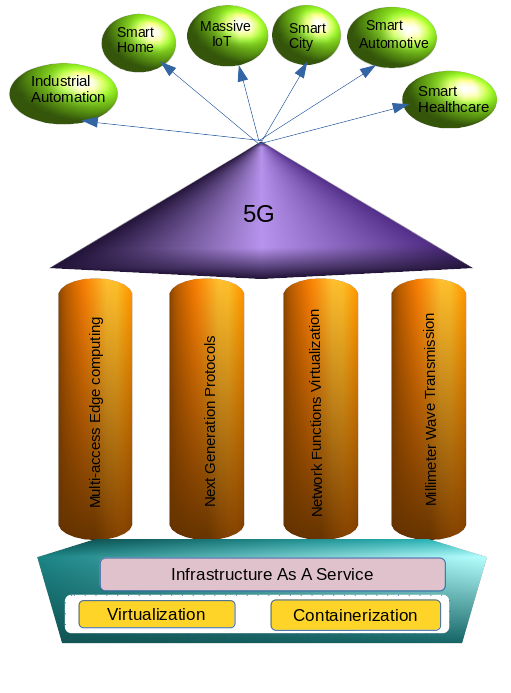 Smart
Home
Massive
IoT
Smart
City
Smart
Automotive
Industrial
Automation
Smart
Healthcare
5G
Multi-access Edge computing
Next Generation Protocols
Network Functions Virtualization
Millimeter Wave Transmission
Infrastructure As A Service
Virtualization
Containerization